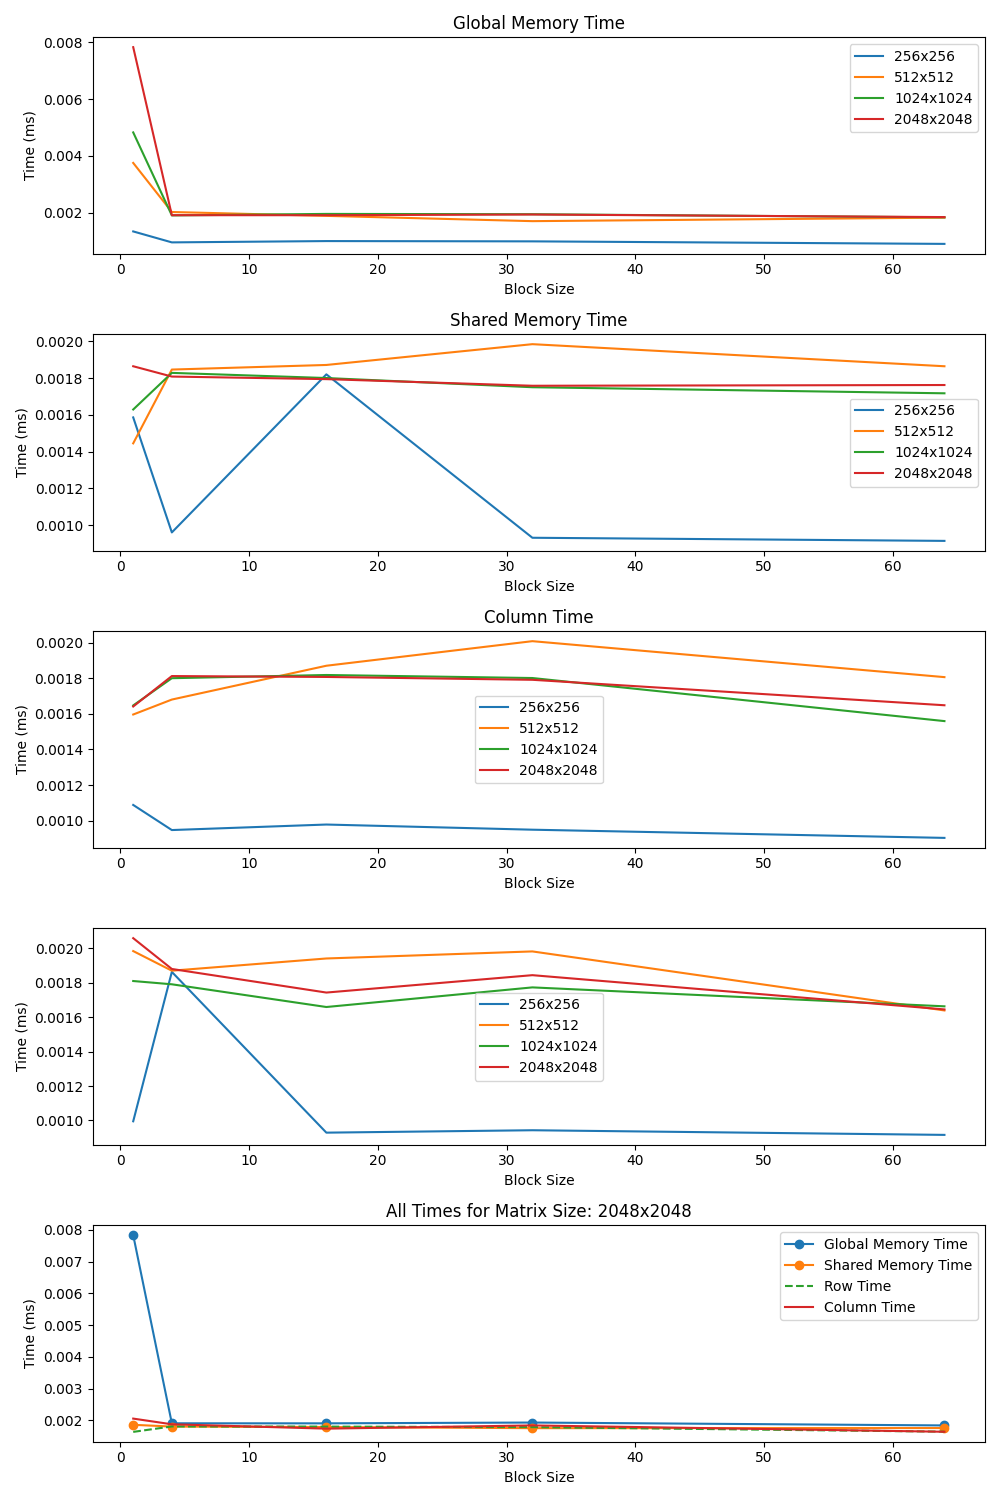 Global Memory Time
Time (ms)
0.008
0.006
0.004
0.002
256x256
512x512
1024x1024
2048x2048
0 10 20 30 40 50 60
Block Size
Shared Memory Time
Time (ms)
0.0020
0.0018
0.0016
0.0014
0.0012
0.0010
256x256
512x512
1024x1024
2048x2048
0 10 20 30 40 50 60
Block Size
Column Time
Time (ms)
0.0020
0.0018
0.0016
0.0014
0.0012
0.0010
256x256
512x512
1024x1024
2048x2048
0 10 20 30 40 50 60
Block Size
Time (ms)
0.0020
0.0018
0.0016
0.0014
0.0012
0.0010
256x256
512x512
1024x1024
2048x2048
0 10 20 30 40 50 60
Block Size
All Times for Matrix Size: 2048x2048
Time (ms)
0.008
0.007
0.006
0.005
0.004
0.003
0.002
Global Memory Time
Shared Memory Time
Row Time
Column Time
0 10 20 30 40 50 60
Block Size